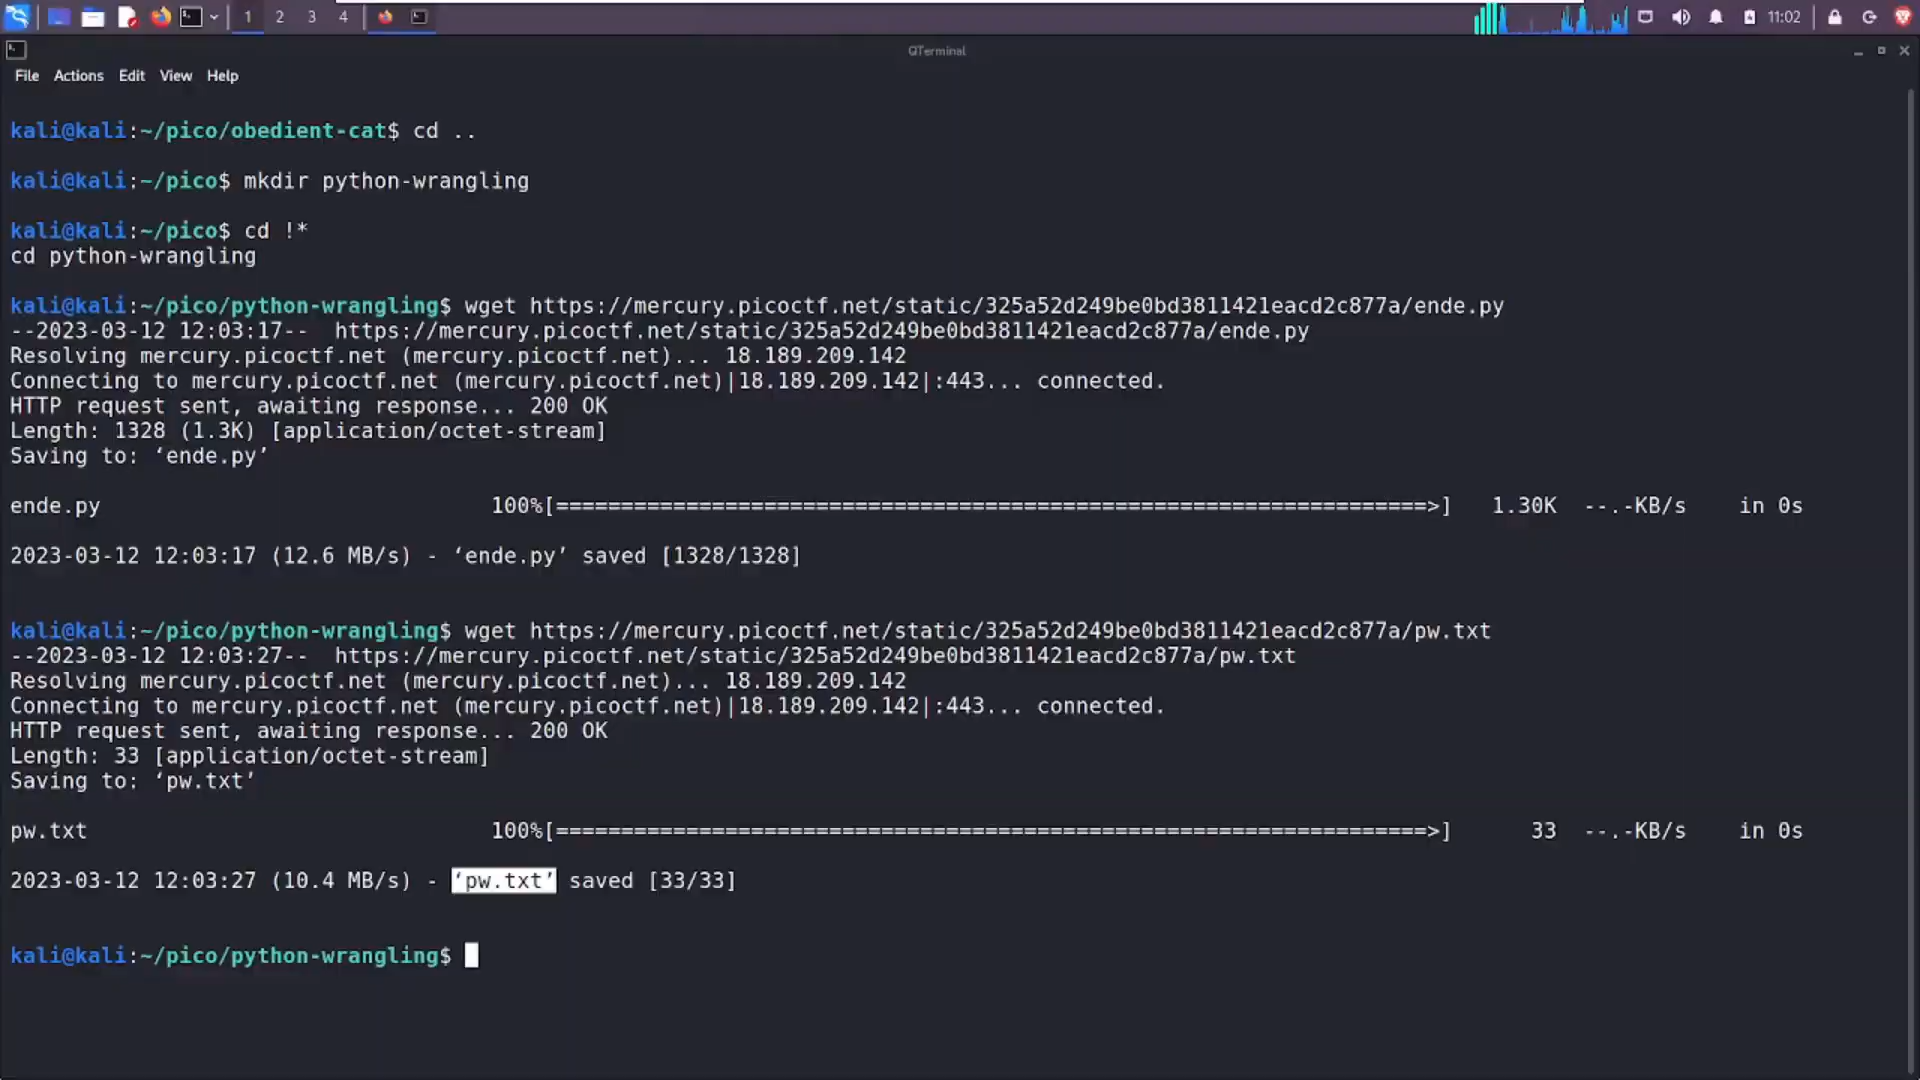 1 2 3 4 11:02
QTerminal
File Actions Edit View Help
kali@kali:~/pico/obedient-cat$ cd ..
kali@kali:~/pico$ mkdir python-wrangling
kali@kali:~/pico$ cd !*
cd python-wrangling
kali@kali:~/pico/python-wrangling$ wget https://mercury.picoctf.net/static/325a52d249be0bd3811421eacd2c877a/ende.py
--2023-03-12 12:03:17--  https://mercury.picoctf.net/static/325a52d249be0bd3811421eacd2c877a/ende.py
Resolving mercury.picoctf.net (mercury.picoctf.net)... 18.189.209.142
Connecting to mercury.picoctf.net (mercury.picoctf.net)|18.189.209.142|:443... connected.
HTTP request sent, awaiting response... 200 OK
Length: 1328 (1.3K) [application/octet-stream]
Saving to: ‘ende.py’
ende.py 100%[===================================================================>] 1.30K --.-KB/s in 0s
2023-03-12 12:03:17 (12.6 MB/s) - ‘ende.py’ saved [1328/1328]
kali@kali:~/pico/python-wrangling$ wget https://mercury.picoctf.net/static/325a52d249be0bd3811421eacd2c877a/pw.txt
--2023-03-12 12:03:27--  https://mercury.picoctf.net/static/325a52d249be0bd3811421eacd2c877a/pw.txt
Resolving mercury.picoctf.net (mercury.picoctf.net)... 18.189.209.142
Connecting to mercury.picoctf.net (mercury.picoctf.net)|18.189.209.142|:443... connected.
HTTP request sent, awaiting response... 200 OK
Length: 33 [application/octet-stream]
Saving to: ‘pw.txt’
pw.txt 100%[===================================================================>] 33 --.-KB/s in 0s
2023-03-12 12:03:27 (10.4 MB/s) - ‘pw.txt’ saved [33/33]
kali@kali:~/pico/python-wrangling$